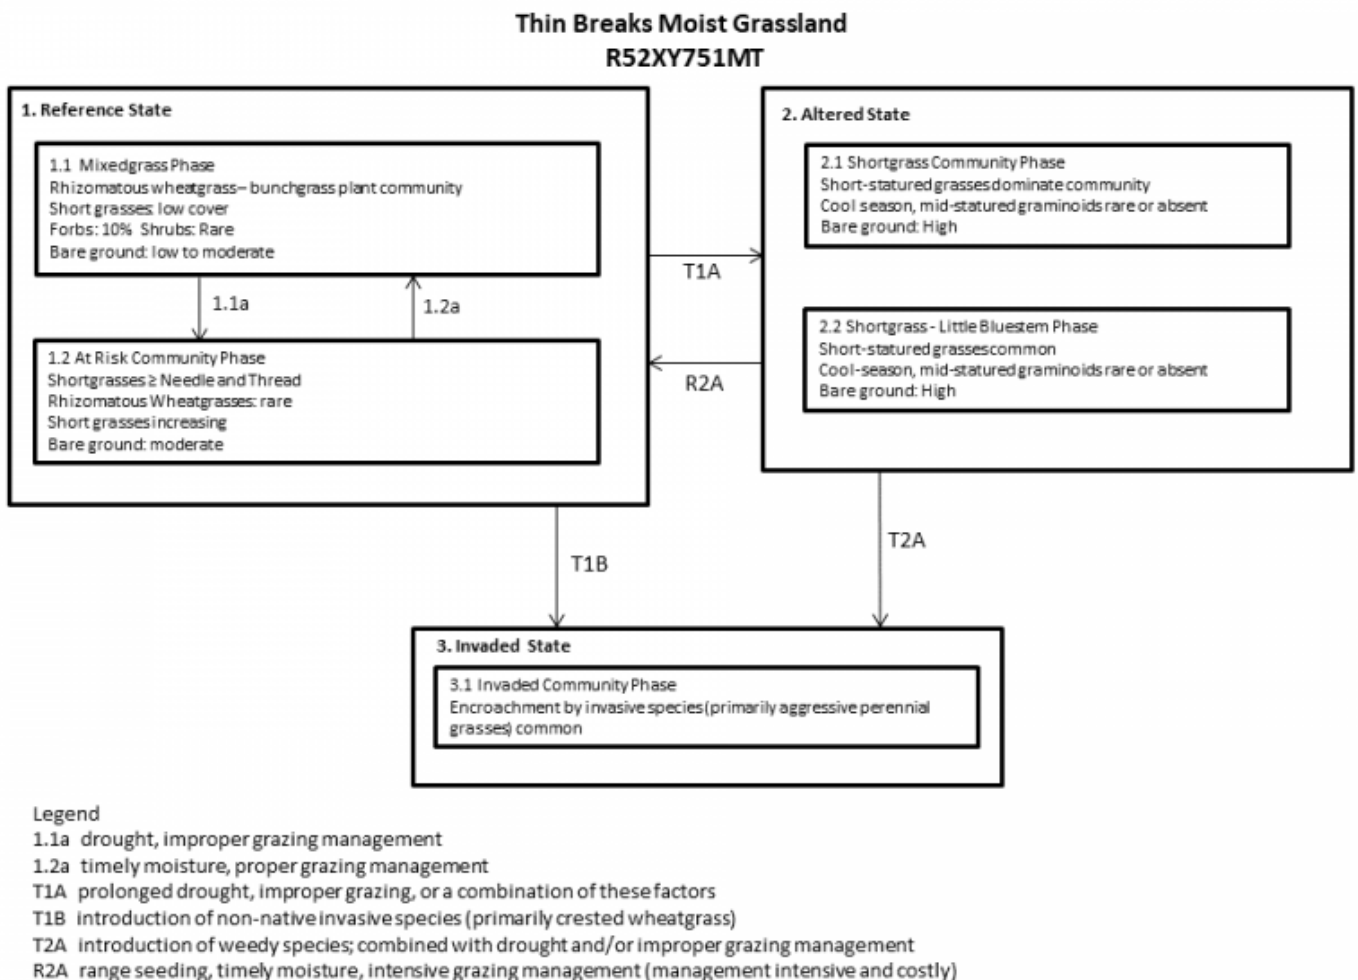 Thin Breaks Moist Grassland
R52XY751MT
1. Reference State
1.1 Mixedgrass Phase
Rhizomatous wheatgrass– bunchgrass plant community
Short grasses: low cover
Forbs: 10% Shrubs: Rare
Bare ground: low to moderate
1.1a
1.2a
1.2 At Risk Community Phase
Shortgrasses ≥ Needle and Thread
Rhizomatous Wheatgrasses: rare
Short grasses increasing
Bare ground: moderate
T1A
R2A
2. Altered State
2.1 Shortgrass Community Phase
Short-statured grasses dominate community
Cool season, mid-statured graminoids rare or absent
Bare ground: High
2.2 Shortgrass - Little Bluestem Phase
Short-statured grasses common
Cool-season, mid-statured graminoids rare or absent
Bare ground: High
T1B
T2A
3. Invaded State
3.1 Invaded Community Phase
Encroachment by invasive species (primarily aggressive perennial
grasses) common
Legend
1.1a drought, improper grazing management
1.2a timely moisture, proper grazing management
T1A prolonged drought, improper grazing, or a combination of these factors
T1B introduction of non-native invasive species (primarily crested wheatgrass)
T2A introduction of weedy species; combined with drought and/or improper grazing management
R2A range seeding, timely moisture, intensive grazing management (management intensive and costly)